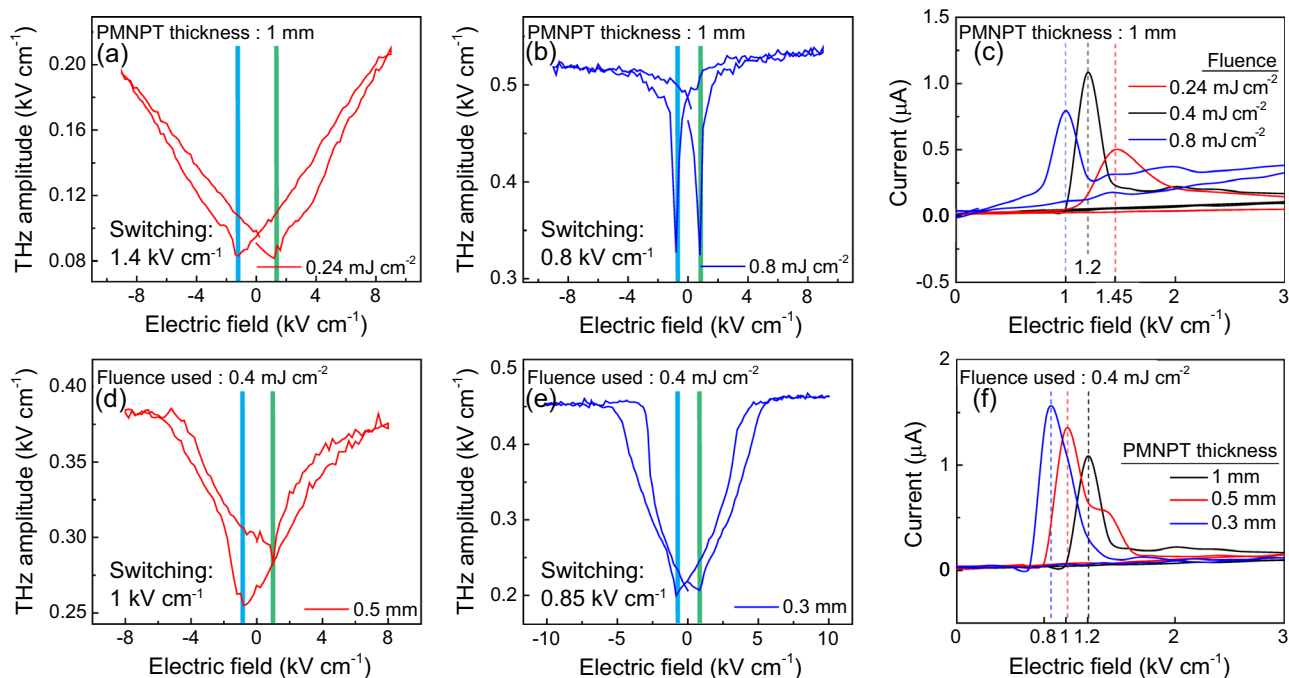 PMNPT thickness : 1 mm
(a)
0.20
0.16
0.12
0.08
THz amplitude (kV cm-1)
Switching:
1.4 kV cm-1
0.24 mJ cm-2
-8 -4 0 4 8
Electric field (kV cm-1)
PMNPT thickness : 1 mm
(b)
0.5
0.4
0.3
THz amplitude (kV cm-1)
Switching:
0.8 kV cm-1
0.8 mJ cm-2
-8 -4 0 4 8
Electric field (kV cm-1)
PMNPT thickness : 1 mm
(c)
1.5
1.0
0.5
0.0
-0.5
Current (μA)
Fluence
0.24 mJ cm-2
0.4 mJ cm-2
0.8 mJ cm-2
1.2
0 1 1.45 2 3
Electric field (kV cm-1)
Fluence used : 0.4 mJ cm-2
(d)
0.40
0.35
0.30
0.25
THz amplitude (kV cm-1)
Switching:
1 kV cm-1
0.5 mm
-8 -4 0 4 8
Electric field (kV cm-1)
Fluence used : 0.4 mJ cm-2
(e)
0.5
0.4
0.3
0.2
THz amplitude (kV cm-1)
Switching:
0.85 kV cm-1
0.3 mm
-10 -5 0 5 10
Electric field (kV cm-1)
Fluence used : 0.4 mJ cm-2
(f)
2
1
0
Current (μA)
PMNPT thickness
1 mm
0.5 mm
0.3 mm
0 0.8 1 1.2 2 3
Electric field (kV cm-1)